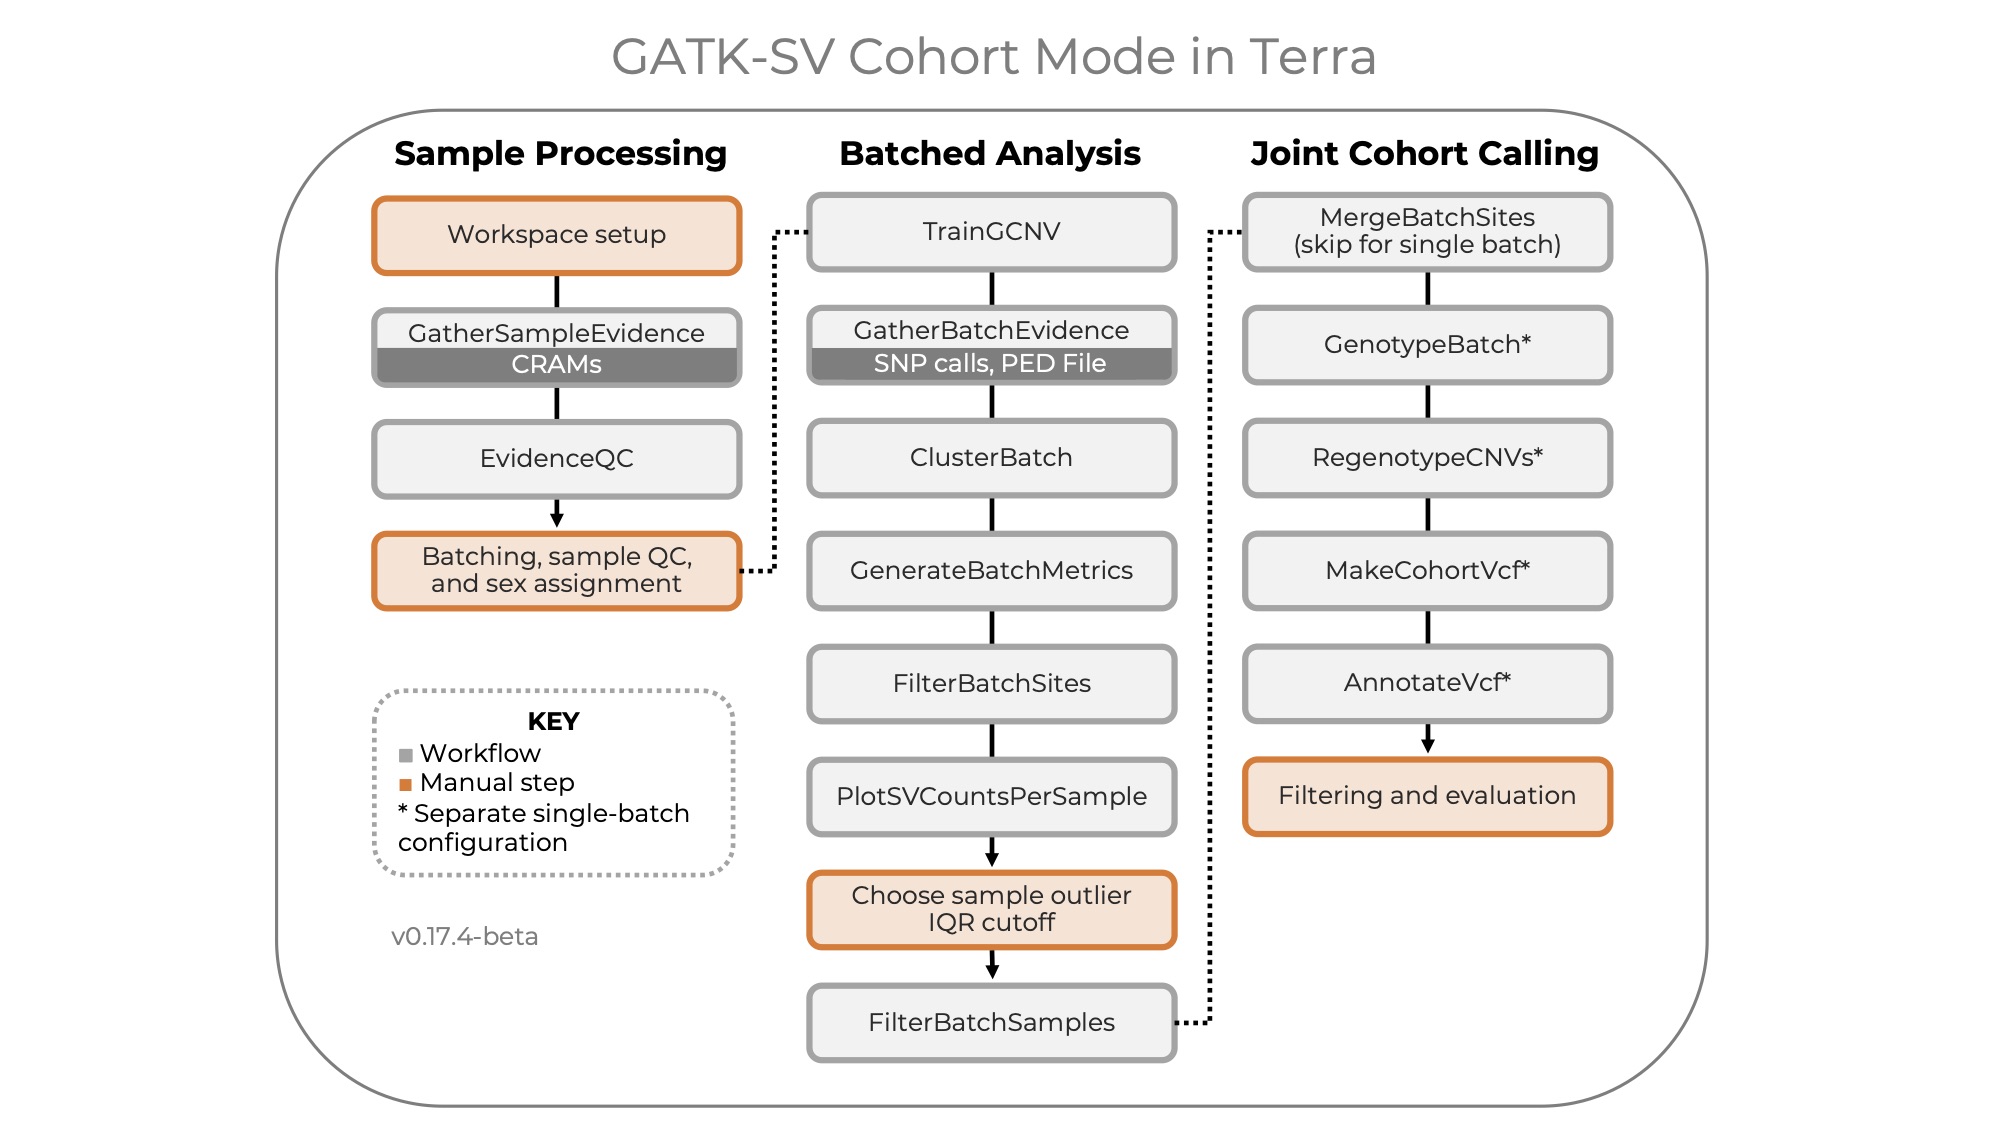 GATK-SV Cohort Mode in Terra
Sample Processing
Workspace setup
GatherSampleEvidence
CRAMs
EvidenceQC
Batching, sample QC,
and sex assignment
KEY
Workflow
Manual step
* Separate single-batch
configuration
v0.17.4-beta
Batched Analysis
TrainGCNV
GatherBatchEvidence
SNP calls, PED File
ClusterBatch
GenerateBatchMetrics
FilterBatchSites
PlotSVCountsPerSample
Choose sample outlier
IQR cutoff
FilterBatchSamples
Joint Cohort Calling
MergeBatchSites
(skip for single batch)
GenotypeBatch*
RegenotypeCNVs*
MakeCohortVcf*
AnnotateVcf*
Filtering and evaluation